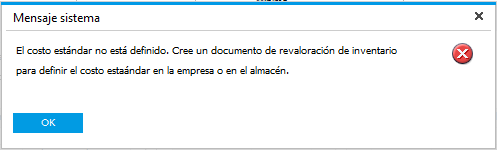 Mensaje sistema
El costo estándar no está definido. Cree un documento de revaloración de inventario
para definir el costo estaándar en la empresa o en el almacén.
OK